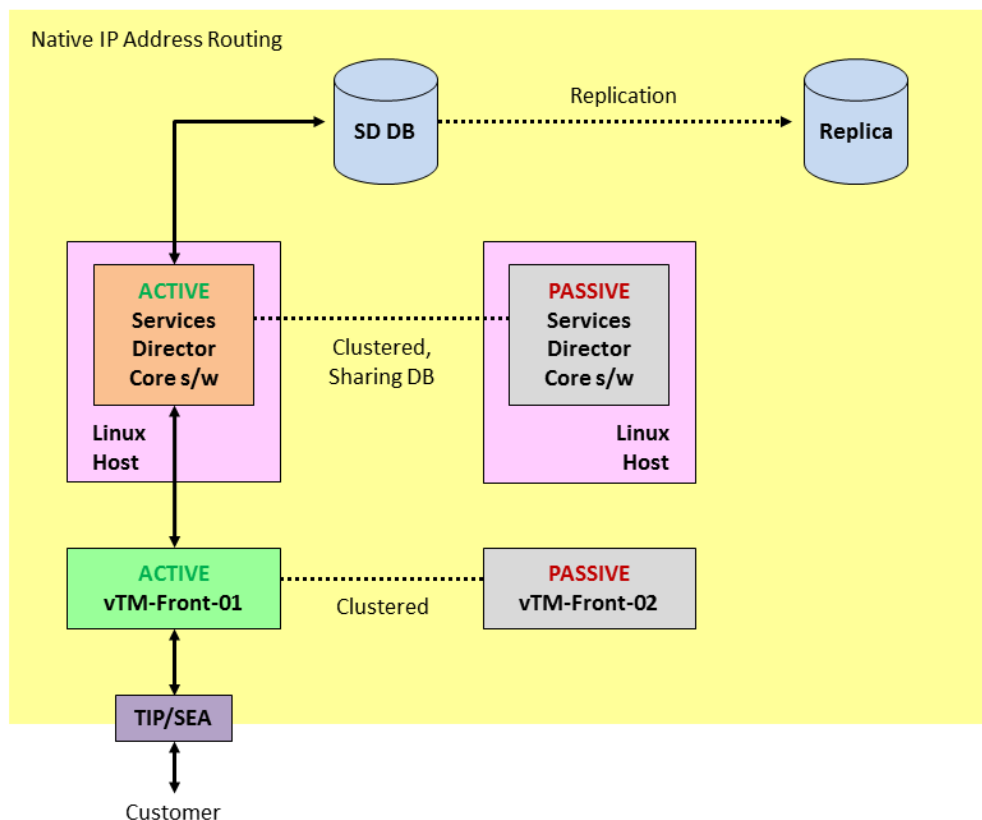 Native IP Address Routing
SD DB
Replication
Replica
ACTIVE
Services
Director
Core s/w
Linux
Host
Clustered,
Sharing DB
PASSIVE
Services
Director
Core s/w
Linux
Host
ACTIVE
vTM-Front-01
Clustered
PASSIVE
vTM-Front-02
TIP/SEA
Customer